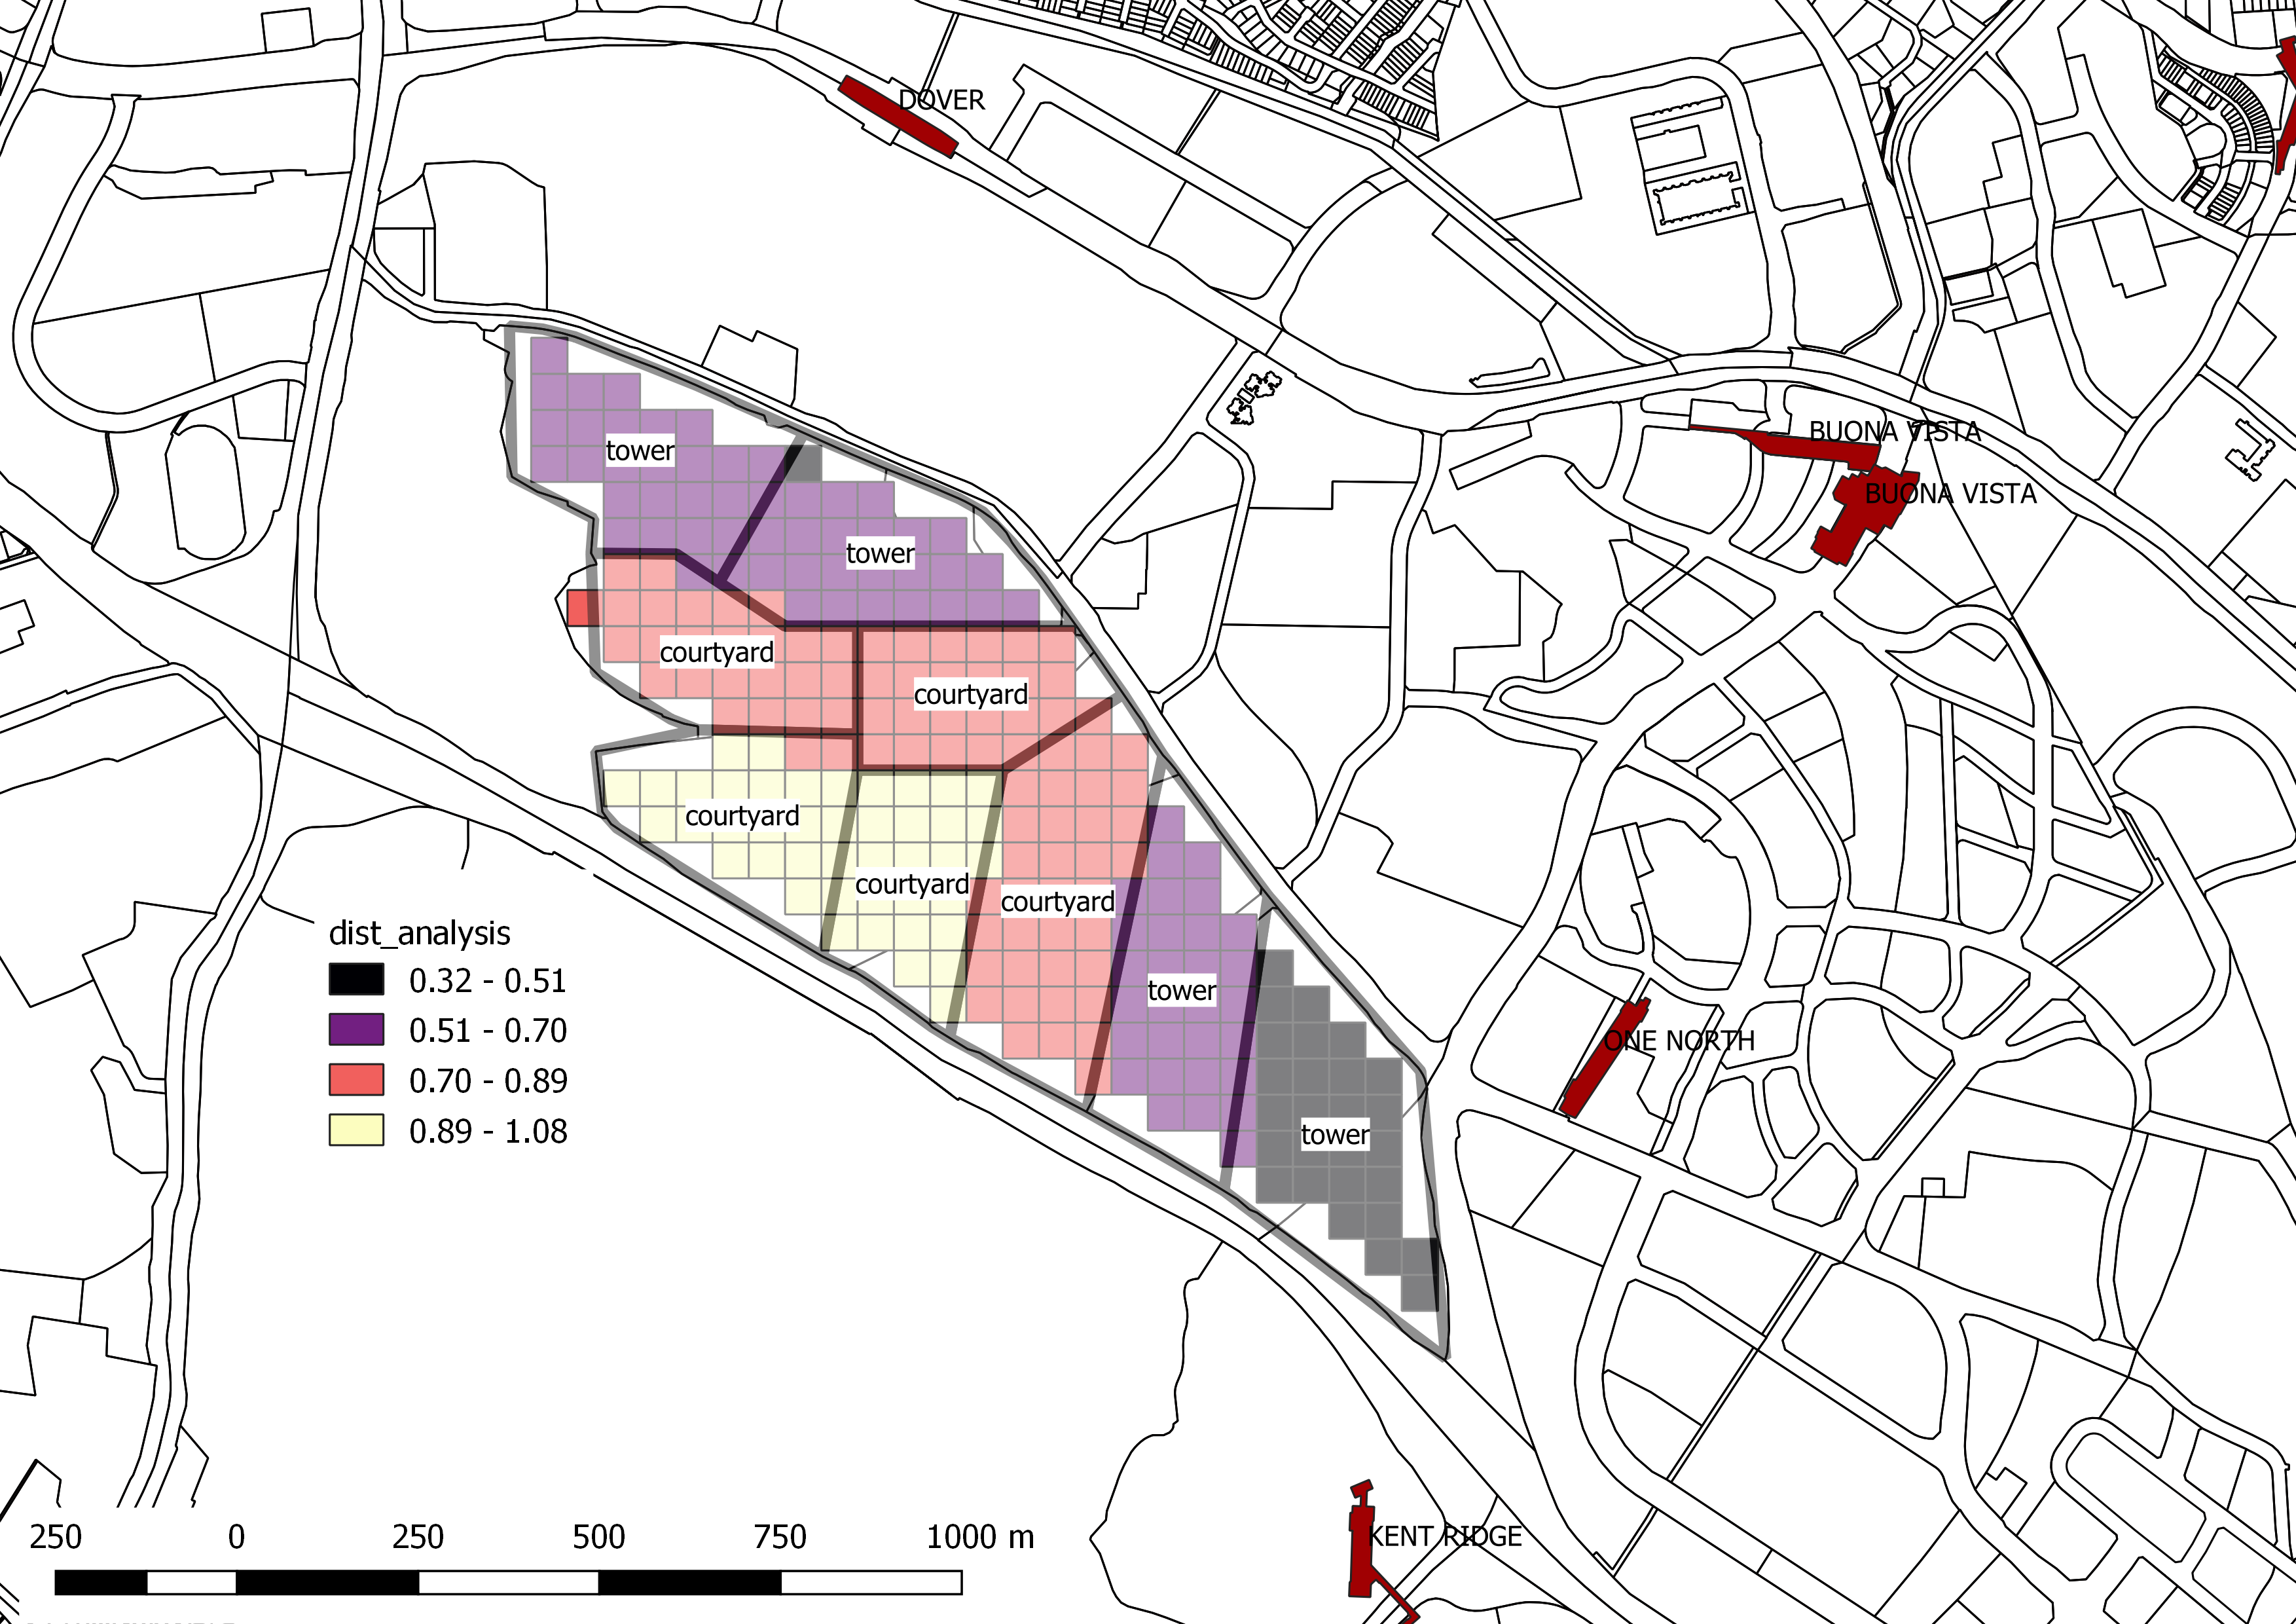 DOVER
BUONA VISTA
BUONA VISTA
tower
tower
courtyard
courtyard
courtyard
courtyard
courtyard
tower
tower
ONE NORTH
KENT RIDGE
dist_analysis
0.32 - 0.51
0.51 - 0.70
0.70 - 0.89
0.89 - 1.08
250 0 250 500 750 1000 m